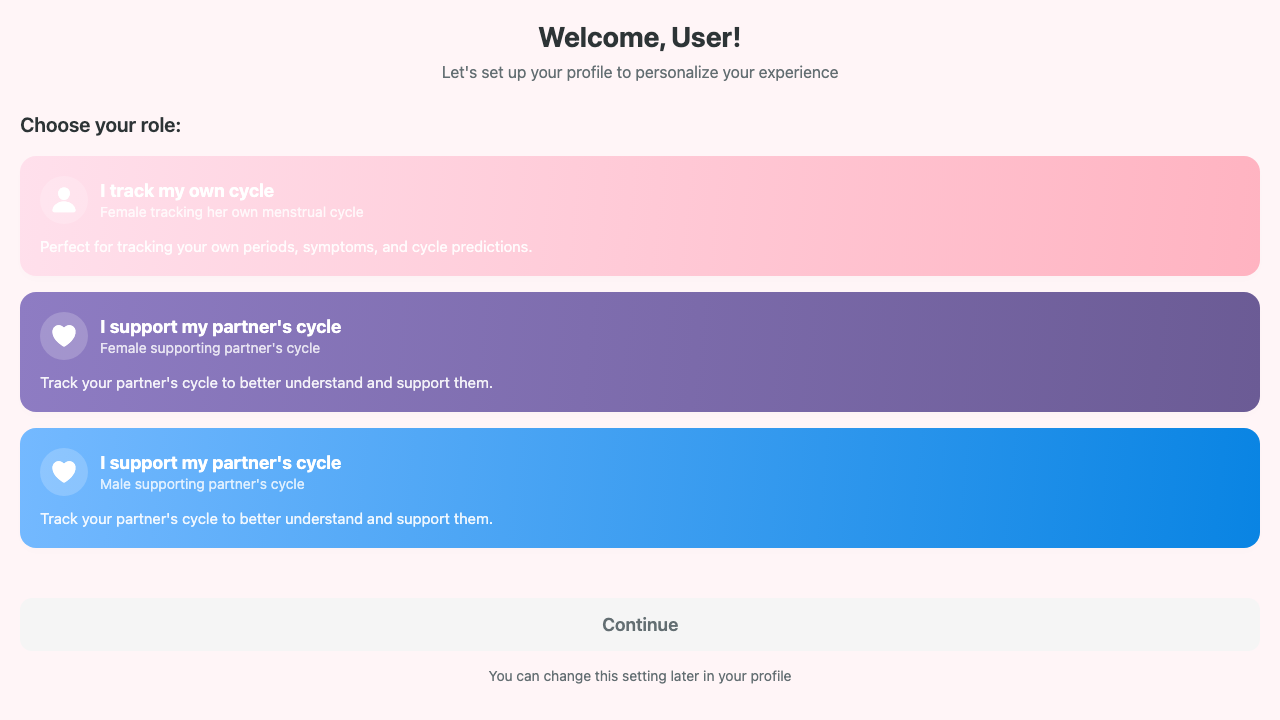 Welcome, User!
Let's set up your profile to personalize your experience
Choose your role:
I track my own cycle
Female tracking her own menstrual cycle
Perfect for tracking your own periods, symptoms, and cycle predictions.
I support my partner's cycle
Female supporting partner's cycle
Track your partner's cycle to better understand and support them.
I support my partner's cycle
Male supporting partner's cycle
Track your partner's cycle to better understand and support them.
Continue
You can change this setting later in your profile